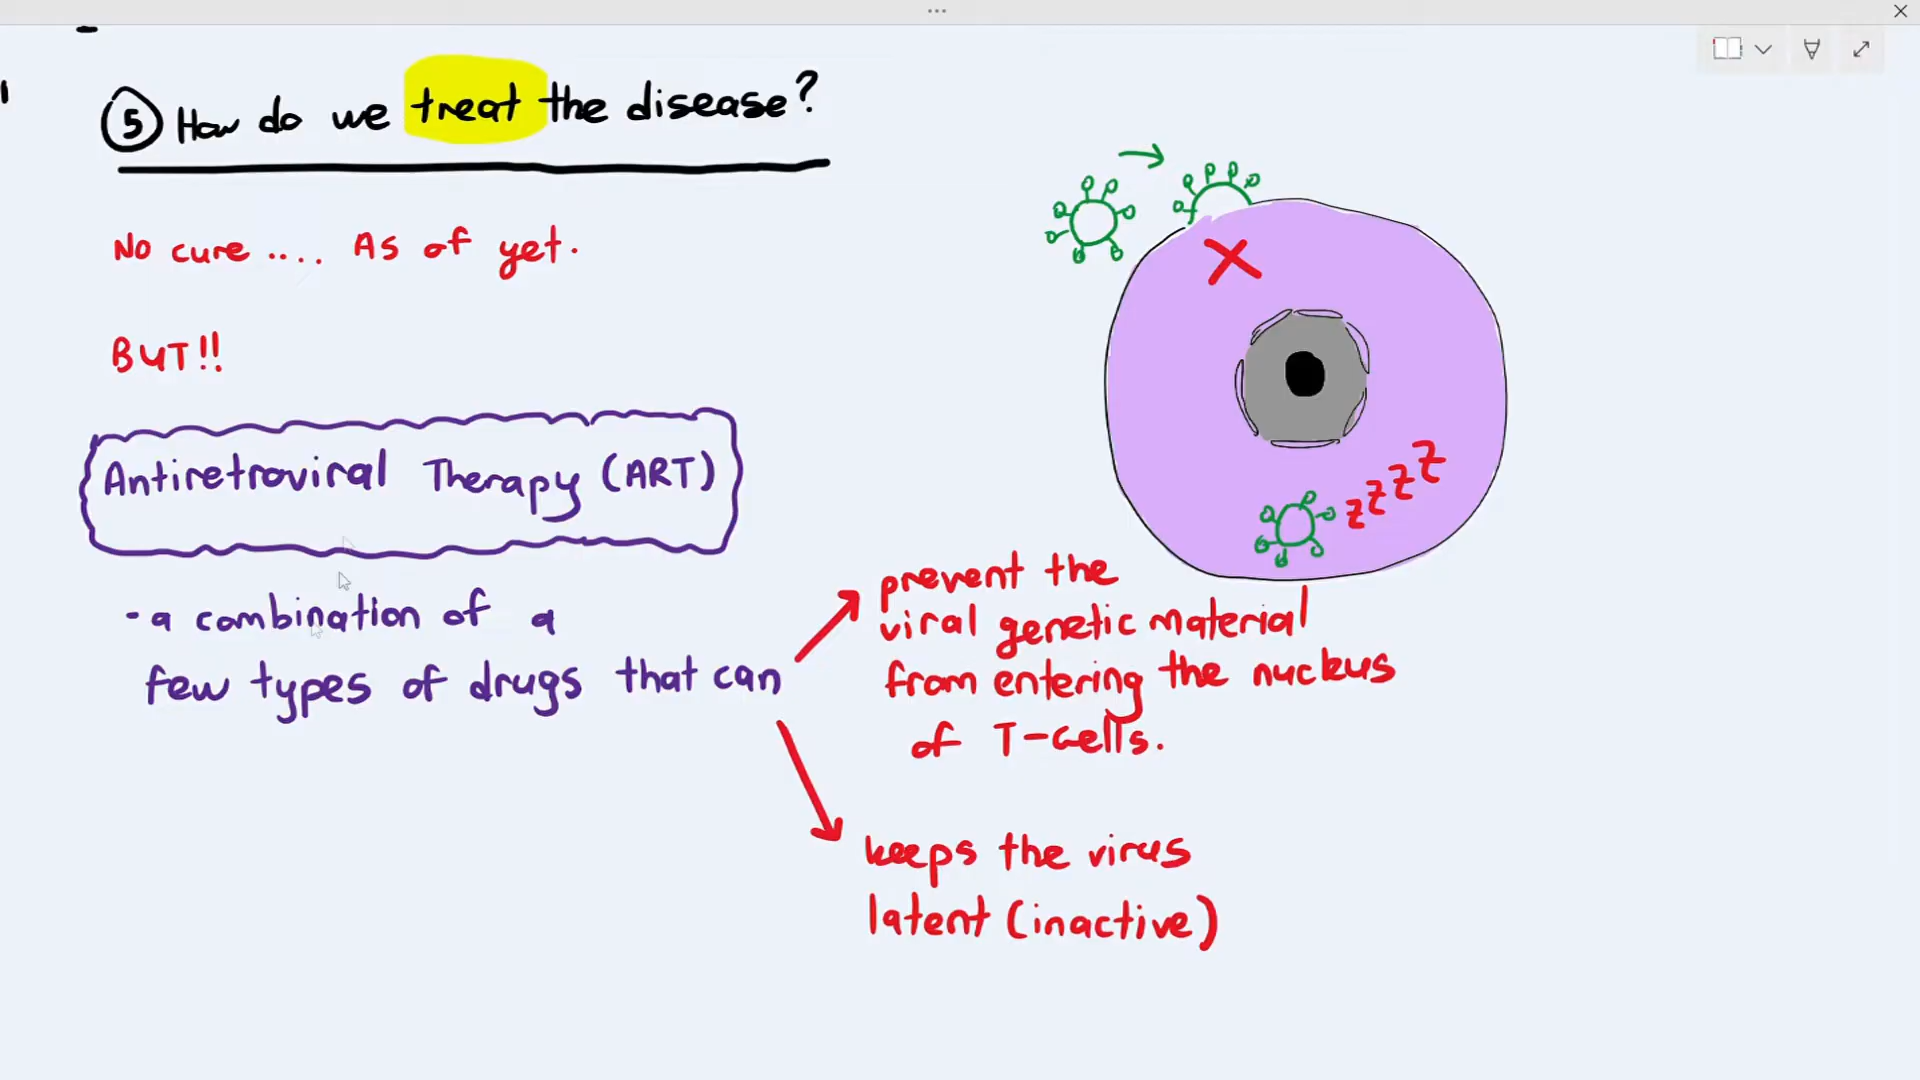 5 How do we treat the disease?
No cure .... As of yet.
BUT!!
Antiretroviral Therapy (ART)
- a combination of a
few types of drugs that can
prevent the
viral genetic material
from entering the nucleus
of T-cells.
keeps the virus
latent (inactive)
z z z z